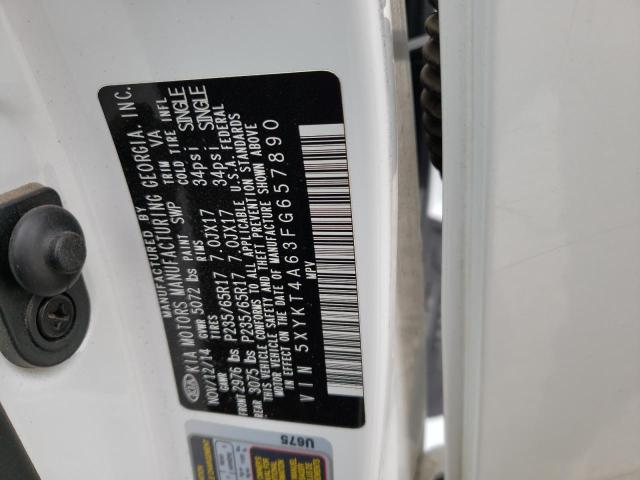 MANUFACTURED BY
KIA KIA MOTORS MANUFACTURING GEORGIA, INC.
NOV/12/14 GVWR 5672 lbs PAINT SWP TRIM VA
GAWR TIRES RIMS COLD TIRE INFL
FRONT 2976 lbs P235/65R17 7.0JX17 34psi SINGLE
REAR 3075 lbs P235/65R17 7.0JX17 34psi SINGLE
THIS VEHICLE CONFORMS TO ALL APPLICABLE U.S.A. FEDERAL
MOTOR VEHICLE SAFETY AND THEFT PREVENTION STANDARDS
IN EFFECT ON THE DATE OF MANUFACTURE SHOWN ABOVE
VIN 5XYKT4A63FG657890
MPV
U675